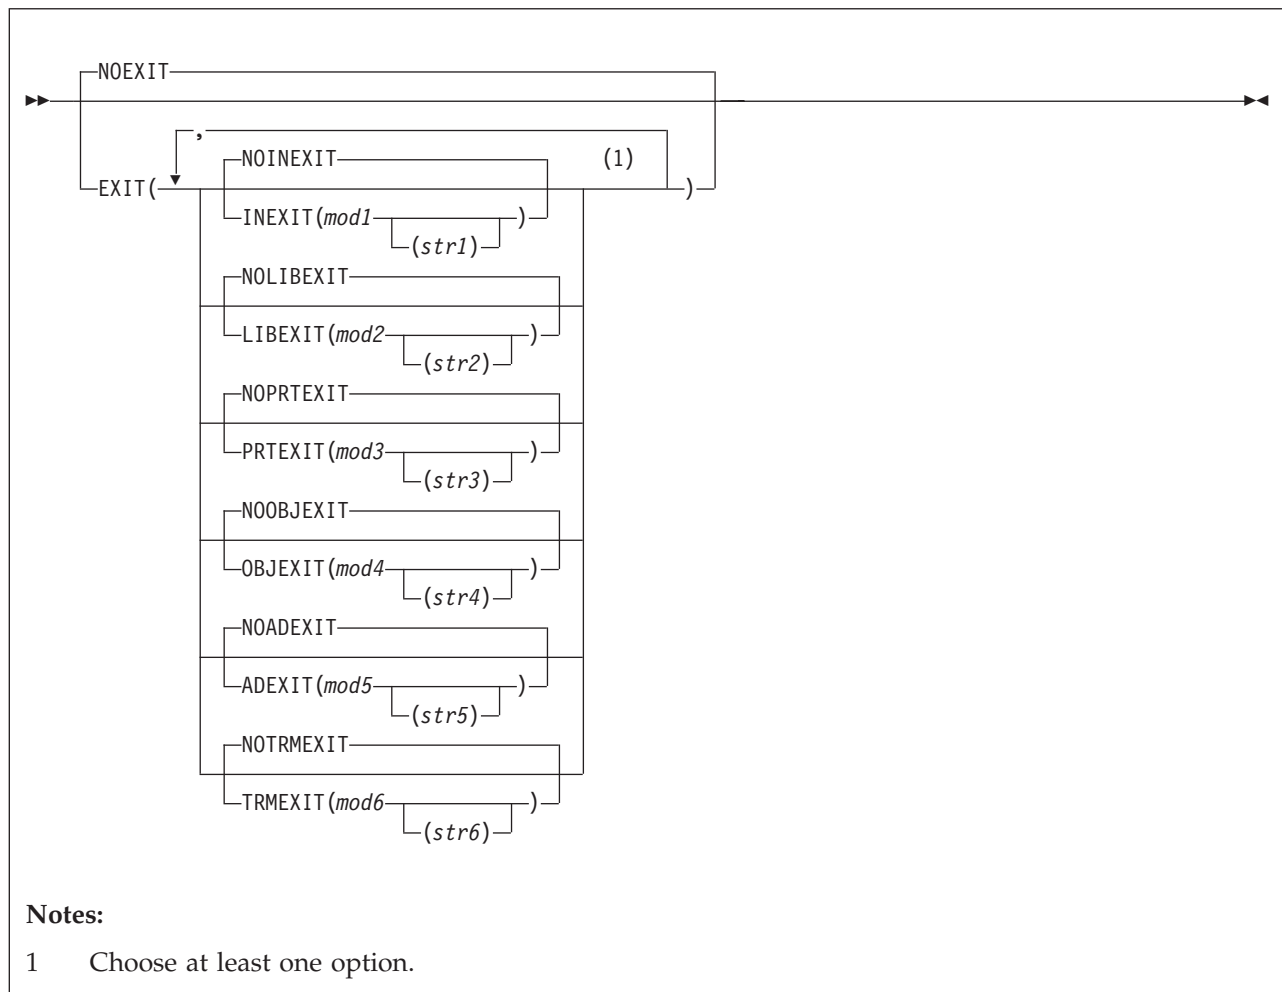 NOEXIT
,
NOINEXIT (1)
EXIT( )
INEXIT(mod1 )
(str1)
NOLIBEXIT
LIBEXIT(mod2 )
(str2)
NOPRTEXIT
PRTEXIT(mod3 )
(str3)
NOOBJEXIT
OBJEXIT(mod4 )
(str4)
NOADEXIT
ADEXIT(mod5 )
(str5)
NOTRMEXIT
TRMEXIT(mod6 )
(str6)
Notes:
1 Choose at least one option.